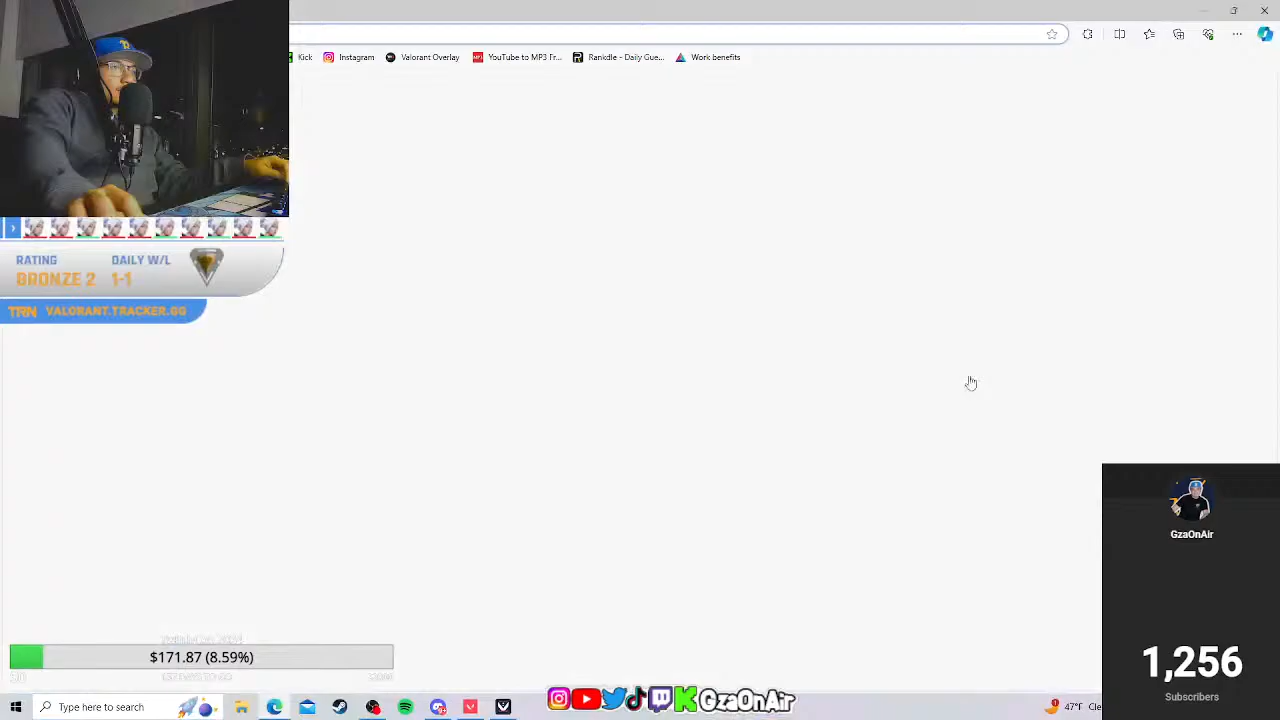 Kick Instagram Valorant Overlay YouTube to MP3 Fr... Rankdle - Daily Gue... Work benefits
RATING DAILY W/L
BRONZE 2 1-1
TRN VALORANT.TRACKER.GG
GzaOnAir
$171.87 (8.59%)
1,256
Subscribers
Type here to search
GzaOnAir
47°F